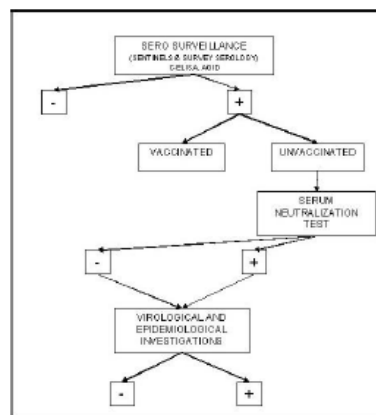 SERO SURVEILLANCE
(SENTINELS & SURVEY SEROLOGY)
C-ELISA, AGID
- +
VACCINATED UNVACCINATED
SERUM
NEUTRALIZATION
TEST
- +
VIROLOGICAL AND
EPIDEMIOLOGICAL
INVESTIGATIONS
- +